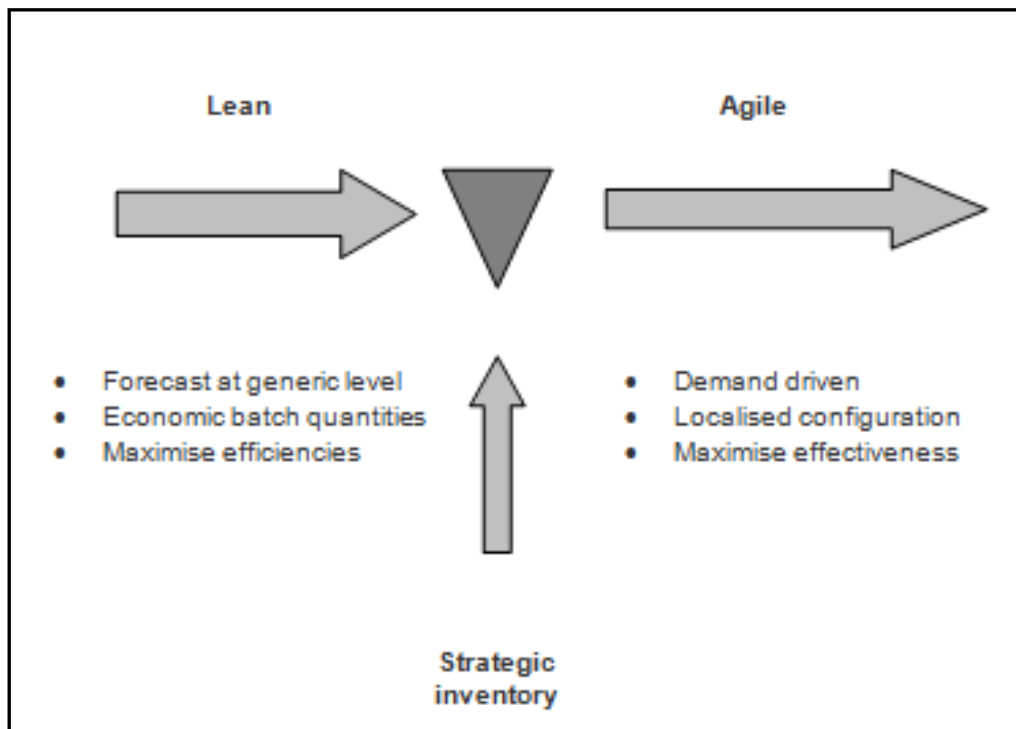 Lean
Agile
• Forecast at generic level
• Economic batch quantities
• Maximise efficiencies
• Demand driven
• Localised configuration
• Maximise effectiveness
Strategic
inventory